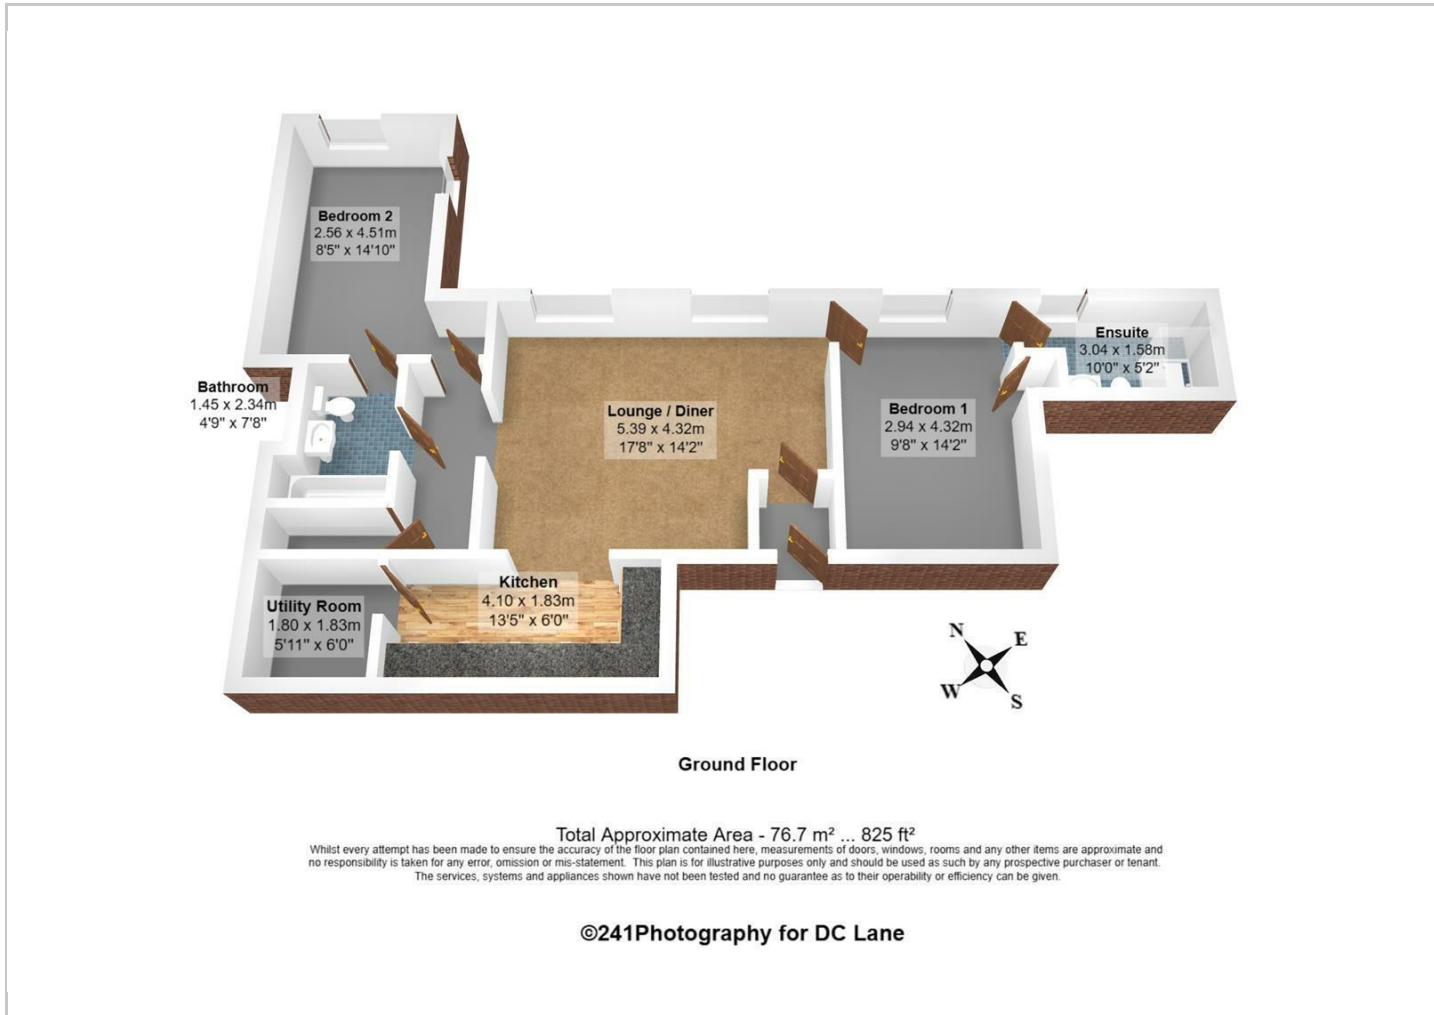 Bedroom 2
2.56 x 4.51m
8'5" x 14'10"
Ensuite
3.04 x 1.58m
10'0" x 5'2"
Bathroom
1.45 x 2.34m
4'9" x 7'8"
Lounge / Diner
5.39 x 4.32m
17'8" x 14'2"
Bedroom 1
2.94 x 4.32m
9'8" x 14'2"
Kitchen
4.10 x 1.83m
13'5" x 6'0"
Utility Room
1.80 x 1.83m
5'11" x 6'0"
N
E
W
S
Ground Floor
Total Approximate Area - 76.7 m² ... 825 ft²
Whilst every attempt has been made to ensure the accuracy of the floor plan contained here, measurements of doors, windows, rooms and any other items are approximate and
no responsibility is taken for any error, omission or mis-statement. This plan is for illustrative purposes only and should be used as such by any prospective purchaser or tenant.
The services, systems and appliances shown have not been tested and no guarantee as to their operability or efficiency can be given.
©241Photography for DC Lane